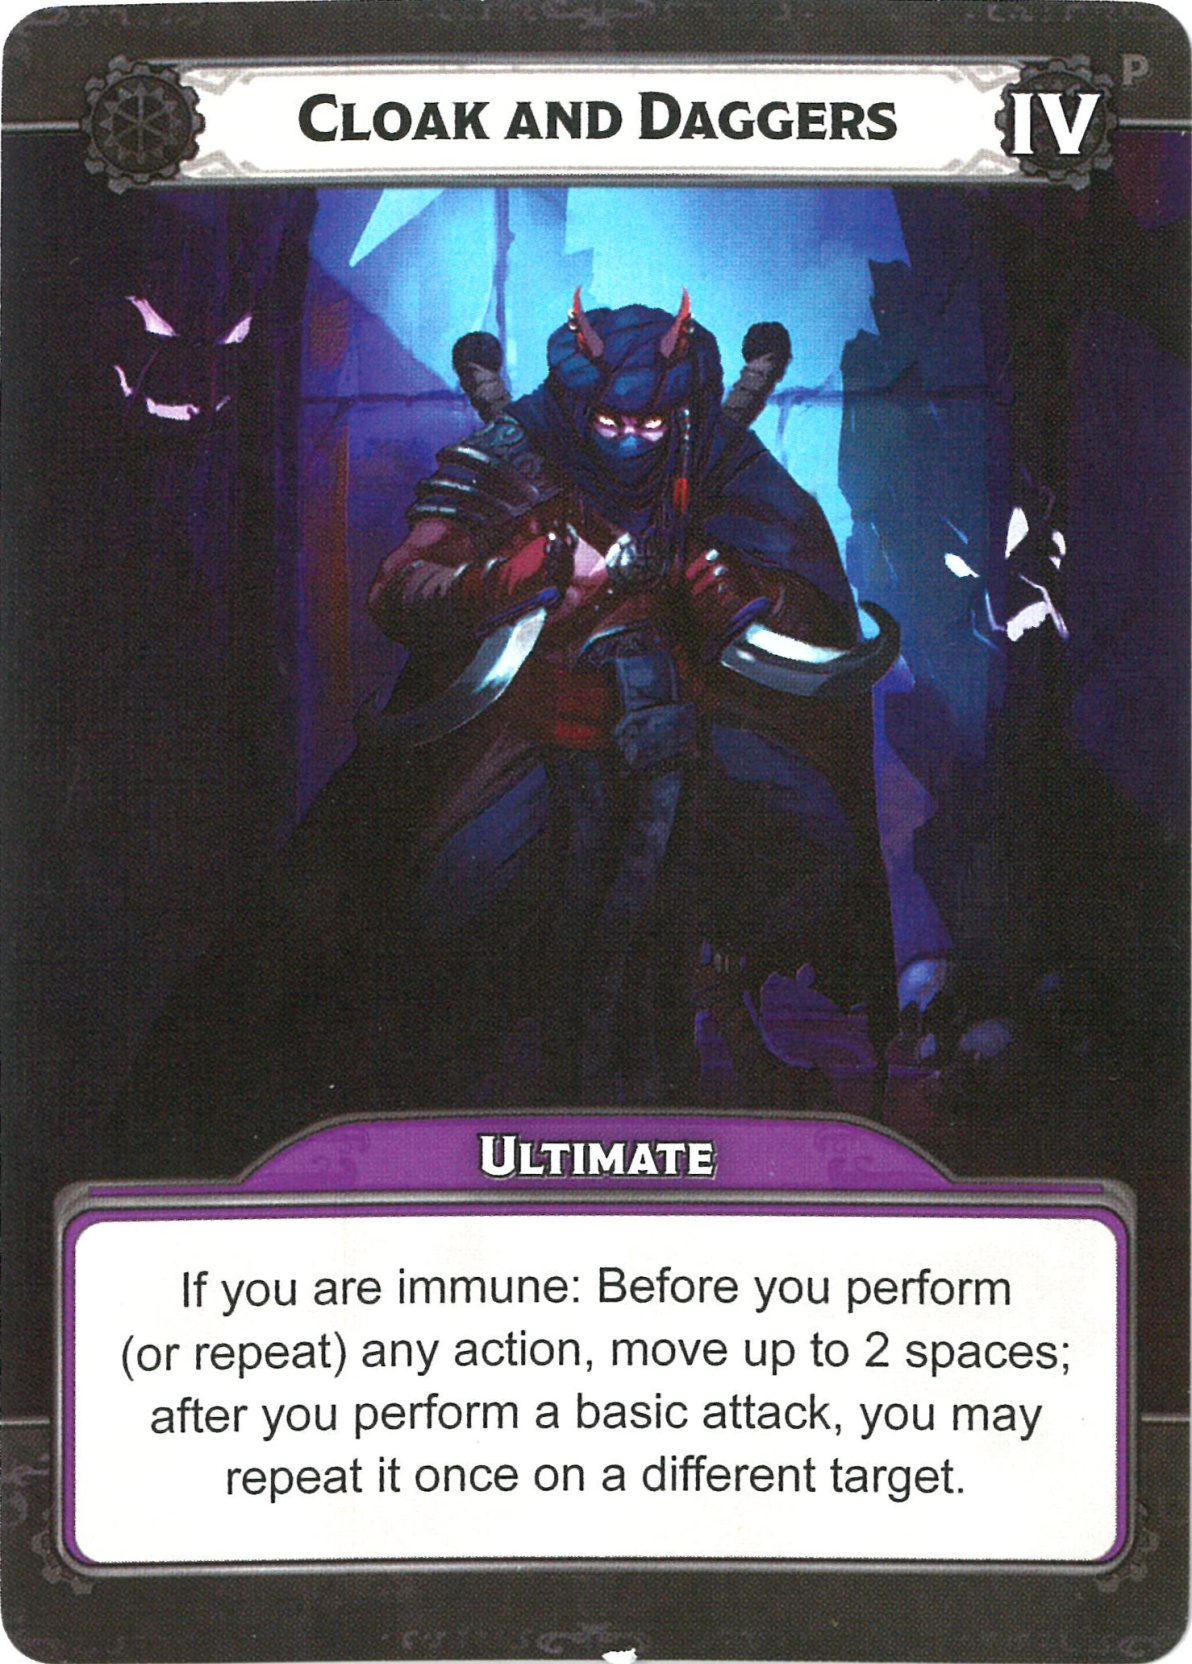 P
CLOAK AND DAGGERS
IV
ULTIMATE
If you are immune: Before you perform
(or repeat) any action, move up to 2 spaces;
after you perform a basic attack, you may
repeat it once on a different target.